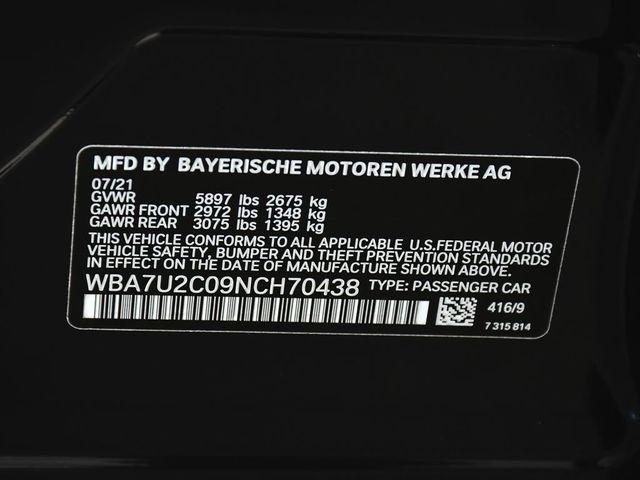 MFD BY BAYERISCHE MOTOREN WERKE AG
07/21
GVWR 5897 lbs 2675 kg
GAWR FRONT 2972 lbs 1348 kg
GAWR REAR 3075 lbs 1395 kg
THIS VEHICLE CONFORMS TO ALL APPLICABLE U.S.FEDERAL MOTOR
VEHICLE SAFETY, BUMPER AND THEFT PREVENTION STANDARDS
IN EFFECT ON THE DATE OF MANUFACTURE SHOWN ABOVE.
WBA7U2C09NCH70438 TYPE: PASSENGER CAR
416/9
7 315 814